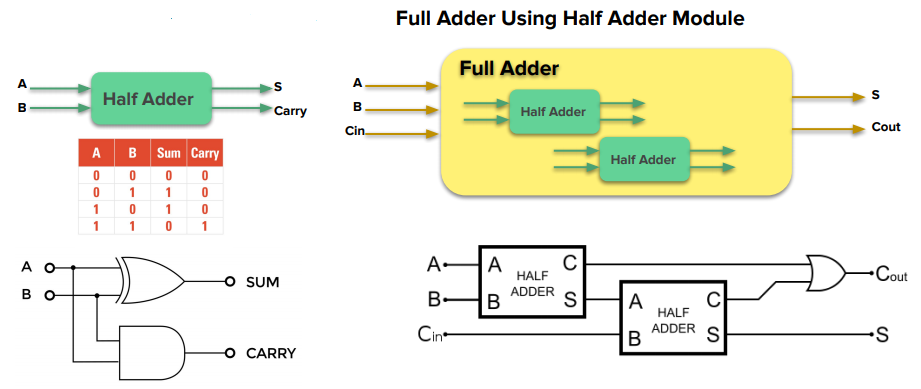 Full Adder Using Half Adder Module
A
B
Half Adder
S
Carry
A B Sum Carry
0 0 0 0
0 1 1 0
1 0 1 0
1 1 0 1
A
B
SUM
CARRY
Full Adder
A
B
Cin
Half Adder
Half Adder
S
Cout
A
B
Cin
A C
HALF
ADDER
B S
A C
HALF
ADDER
B S
Cout
S